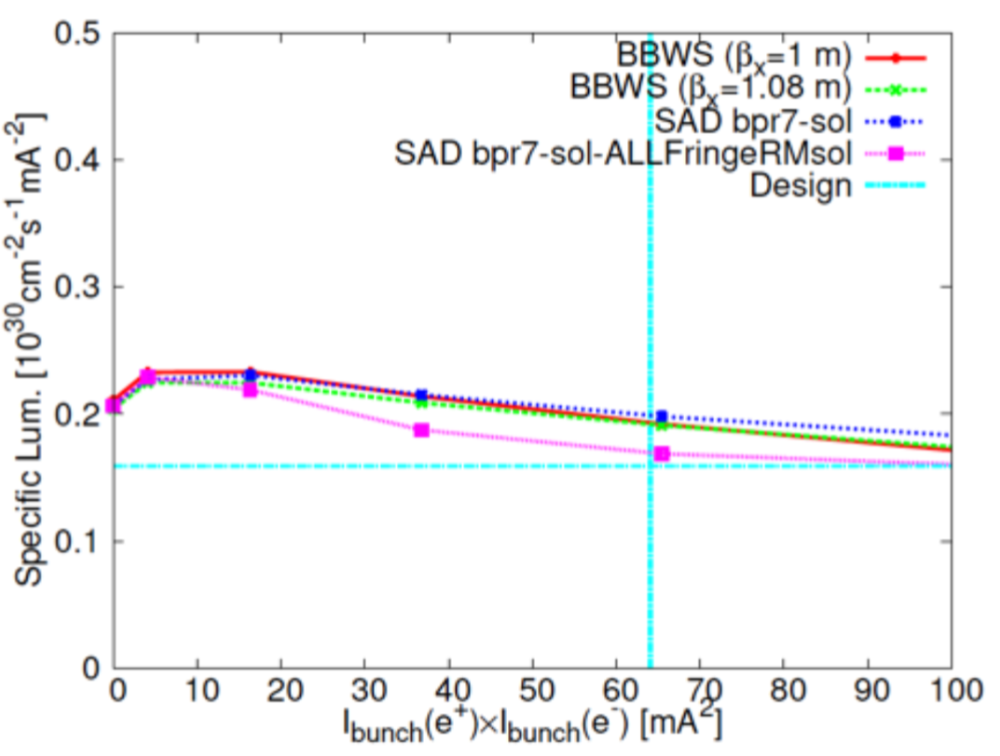 Specific Lum. [10³⁰cm⁻²s⁻¹mA⁻²]
0.5
0.4
0.3
0.2
0.1
0
BBWS (βₓ=1 m)
BBWS (βₓ=1.08 m)
SAD bpr7-sol
SAD bpr7-sol-ALLFringeRMsol
Design
0 10 20 30 40 50 60 70 80 90 100
I_bunch(e⁺)×I_bunch(e⁻) [mA²]